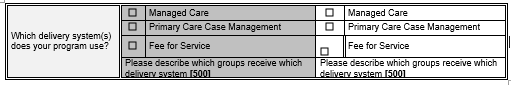 Which delivery system(s)
does your program use?
☐ Managed Care
☐ Primary Care Case Management
☐ Fee for Service
Please describe which groups receive which
delivery system [500]
☐ Managed Care
☐ Primary Care Case Management
☐ Fee for Service
Please describe which groups receive which
delivery system [500]